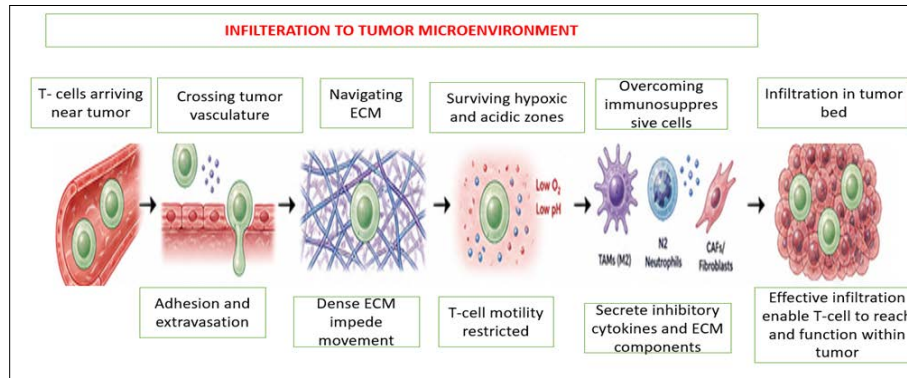 INFILTERATION TO TUMOR MICROENVIRONMENT
T- cells arriving
near tumor
Crossing tumor
vasculature
Navigating
ECM
Surviving hypoxic
and acidic zones
Overcoming
immunosuppres
sive cells
Infiltration in tumor
bed
Low O₂
Low pH
TAMs (M2)
N2
Neutrophils
CAFs/
Fibroblasts
Adhesion and
extravasation
Dense ECM
impede
movement
T-cell motility
restricted
Secrete inhibitory
cytokines and ECM
components
Effective infiltration
enable T-cell to reach
and function within
tumor